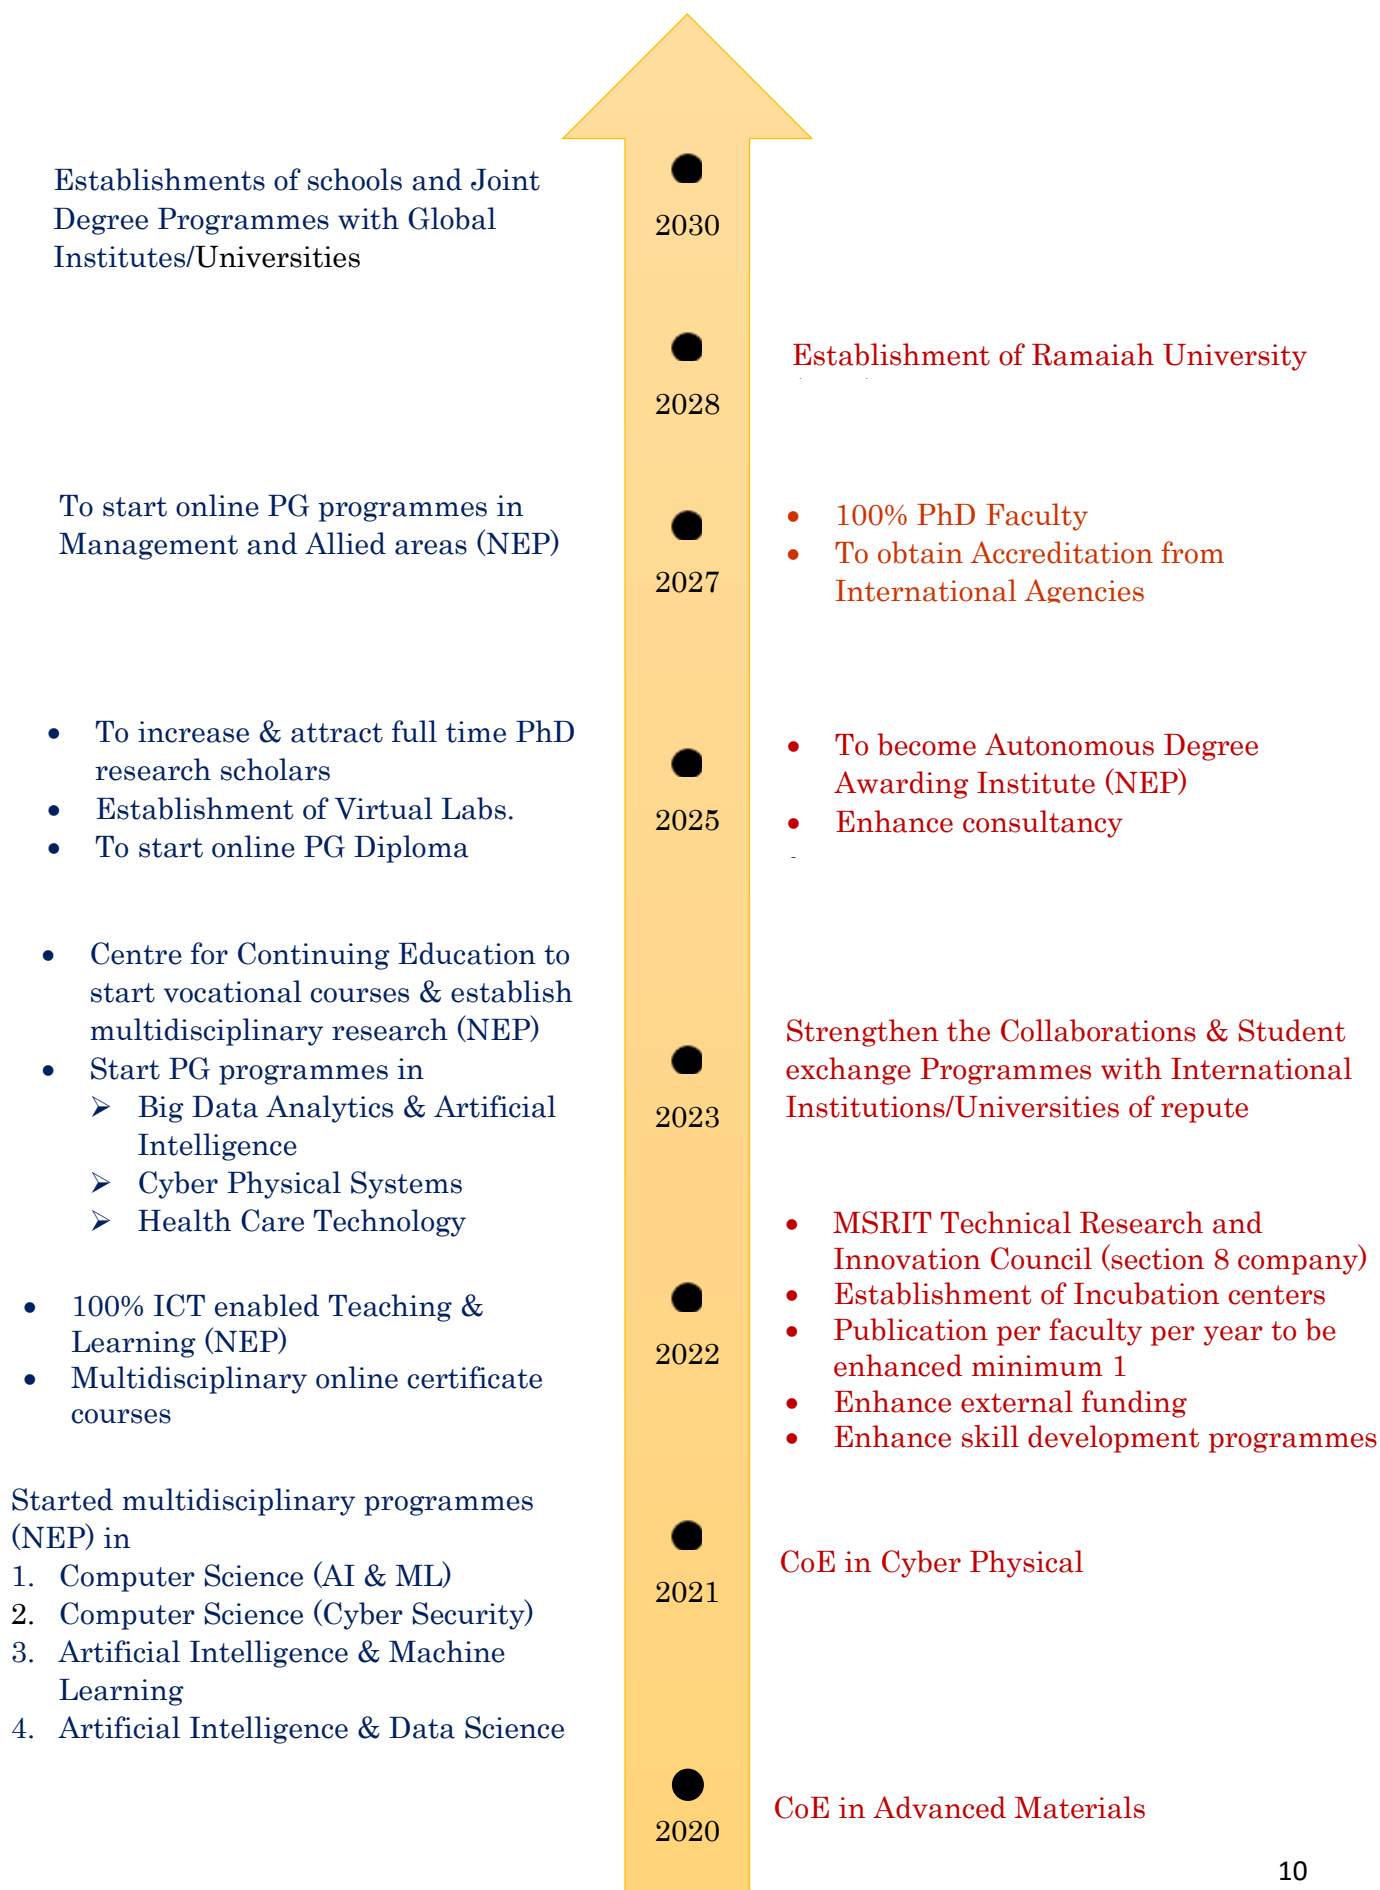 Establishments of schools and Joint
Degree Programmes with Global
Institutes/Universities
2030
Establishment of Ramaiah University
2028
To start online PG programmes in
Management and Allied areas (NEP)
2027
• 100% PhD Faculty
• To obtain Accreditation from
International Agencies
• To increase & attract full time PhD
research scholars
• Establishment of Virtual Labs.
• To start online PG Diploma
2025
• To become Autonomous Degree
Awarding Institute (NEP)
• Enhance consultancy
• Centre for Continuing Education to
start vocational courses & establish
multidisciplinary research (NEP)
• Start PG programmes in
➢ Big Data Analytics & Artificial
Intelligence
➢ Cyber Physical Systems
➢ Health Care Technology
2023
Strengthen the Collaborations & Student
exchange Programmes with International
Institutions/Universities of repute
• 100% ICT enabled Teaching &
Learning (NEP)
• Multidisciplinary online certificate
courses
2022
• MSRIT Technical Research and
Innovation Council (section 8 company)
• Establishment of Incubation centers
• Publication per faculty per year to be
enhanced minimum 1
• Enhance external funding
• Enhance skill development programmes
Started multidisciplinary programmes
(NEP) in
1. Computer Science (AI & ML)
2. Computer Science (Cyber Security)
3. Artificial Intelligence & Machine
Learning
4. Artificial Intelligence & Data Science
2021
CoE in Cyber Physical
2020
CoE in Advanced Materials
10